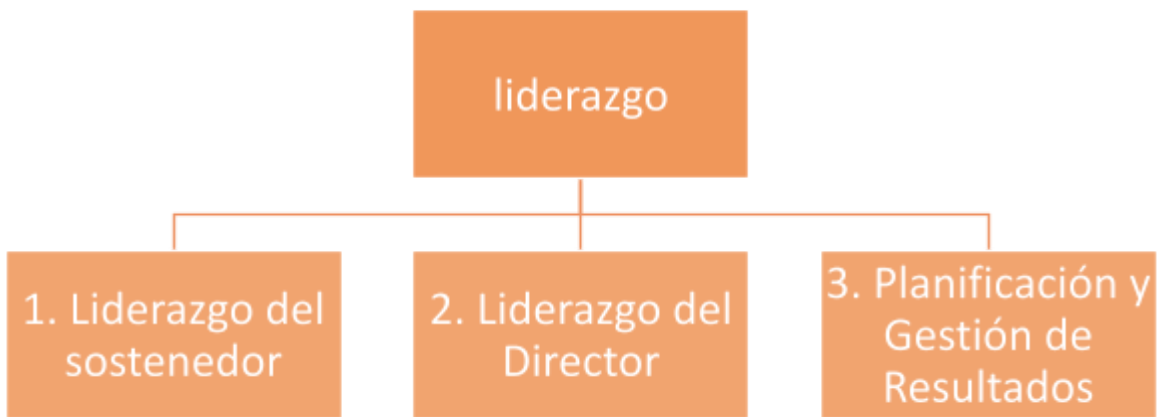 liderazgo
1. Liderazgo del
sostenedor
2. Liderazgo del
Director
3. Planificación y
Gestión de
Resultados